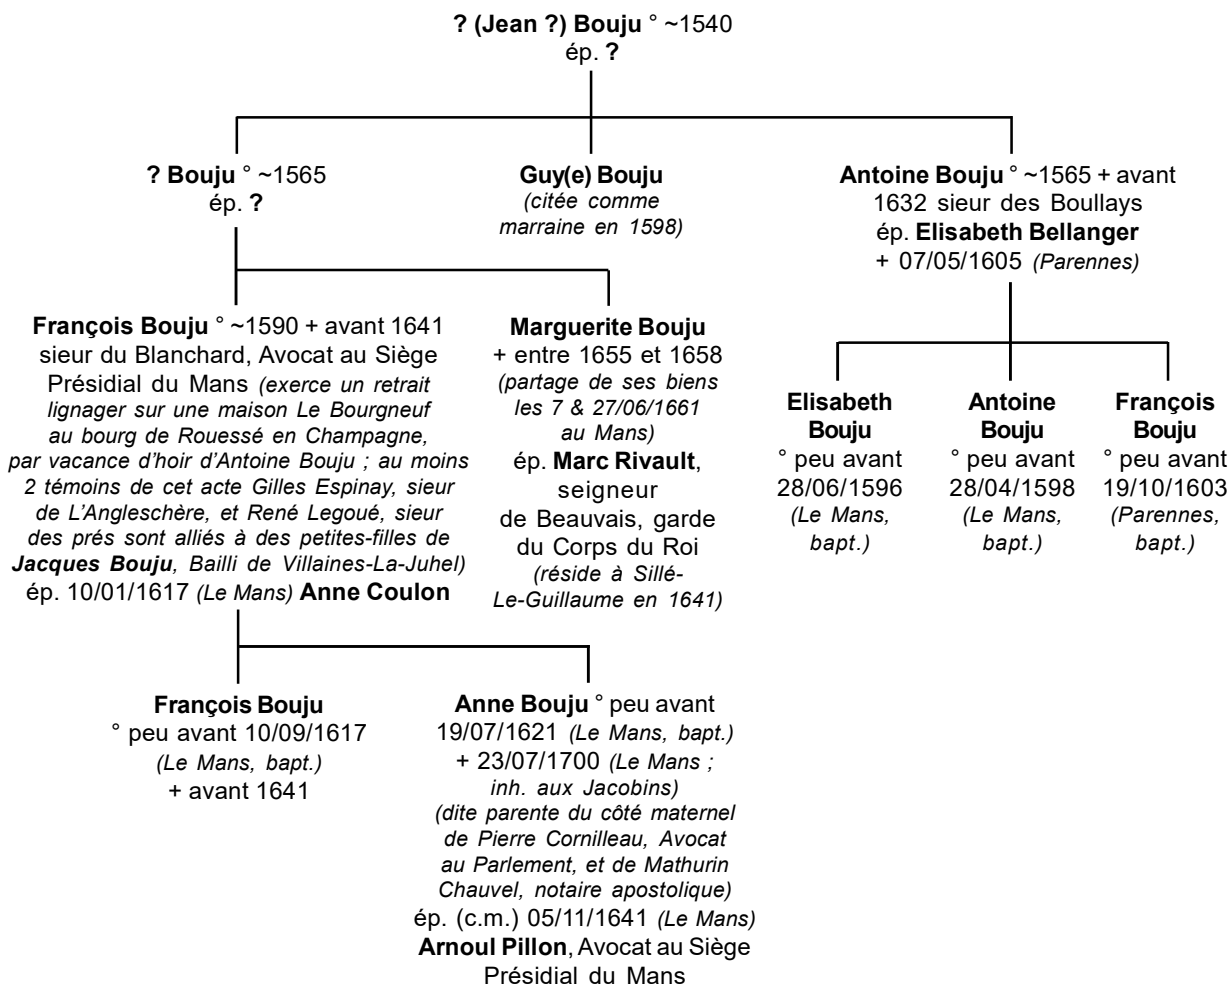 ? (Jean ?) Bouju ° ~1540
ép. ?
? Bouju ° ~1565
ép. ?
Guy(e) Bouju
(citée comme
marraine en 1598)
Antoine Bouju ° ~1565 + avant
1632 sieur des Boullays
ép. Elisabeth Bellanger
+ 07/05/1605 (Parennes)
François Bouju ° ~1590 + avant 1641
sieur du Blanchard, Avocat au Siège
Présidial du Mans (exerce un retrait
lignager sur une maison Le Bourgneuf
au bourg de Rouessé en Champagne,
par vacance d'hoir d'Antoine Bouju ; au moins
2 témoins de cet acte Gilles Espinay, sieur
de L'Angleschère, et René Legoué, sieur
des prés sont alliés à des petites-filles de
Jacques Bouju, Bailli de Villaines-La-Juhel)
ép. 10/01/1617 (Le Mans) Anne Coulon
Marguerite Bouju
+ entre 1655 et 1658
(partage de ses biens
les 7 & 27/06/1661
au Mans)
ép. Marc Rivault,
seigneur
de Beauvais, garde
du Corps du Roi
(réside à Sillé-
Le-Guillaume en 1641)
Elisabeth
Bouju
° peu avant
28/06/1596
(Le Mans,
bapt.)
Antoine
Bouju
° peu avant
28/04/1598
(Le Mans,
bapt.)
François
Bouju
° peu avant
19/10/1603
(Parennes,
bapt.)
François Bouju
° peu avant 10/09/1617
(Le Mans, bapt.)
+ avant 1641
Anne Bouju ° peu avant
19/07/1621 (Le Mans, bapt.)
+ 23/07/1700 (Le Mans ;
inh. aux Jacobins)
(dite parente du côté maternel
de Pierre Cornilleau, Avocat
au Parlement, et de Mathurin
Chauvel, notaire apostolique)
ép. (c.m.) 05/11/1641 (Le Mans)
Arnoul Pillon, Avocat au Siège
Présidial du Mans